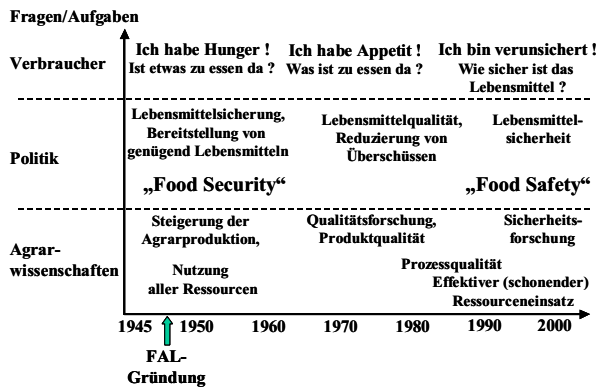 Fragen/Aufgaben
Verbraucher
Ich habe Hunger !
Ist etwas zu essen da ?
Ich habe Appetit !
Was ist zu essen da ?
Ich bin verunsichert !
Wie sicher ist das
Lebensmittel ?
Politik
Lebensmittelsicherung,
Bereitstellung von
genügend Lebensmitteln
„Food Security“
Lebensmittelqualität,
Reduzierung von
Überschüssen
Lebensmittel-
sicherheit
„Food Safety“
Agrar-
wissenschaften
Steigerung der
Agrarproduktion,
Nutzung
aller Ressourcen
Qualitätsforschung,
Produktqualität
Sicherheits-
forschung
Prozessqualität
Effektiver (schonender)
Ressourceneinsatz
1945 1950 1960 1970 1980 1990 2000
FAL-
Gründung